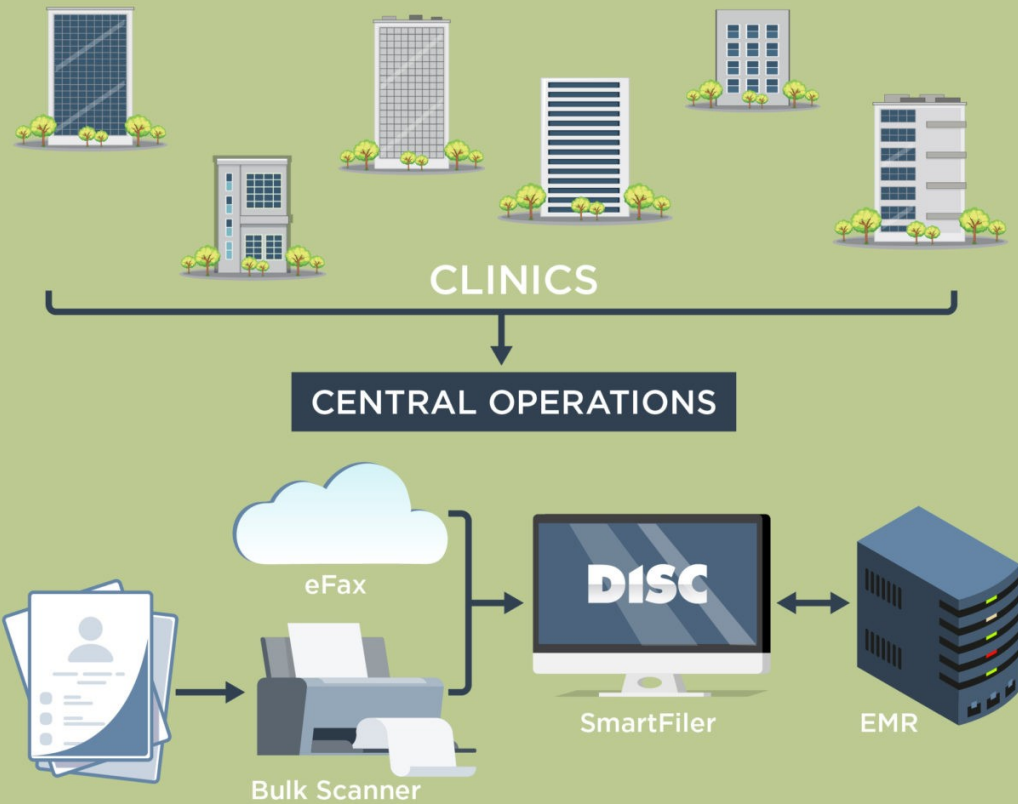 CLINICS
CENTRAL OPERATIONS
eFax
DISC
SmartFiler
EMR
Bulk Scanner